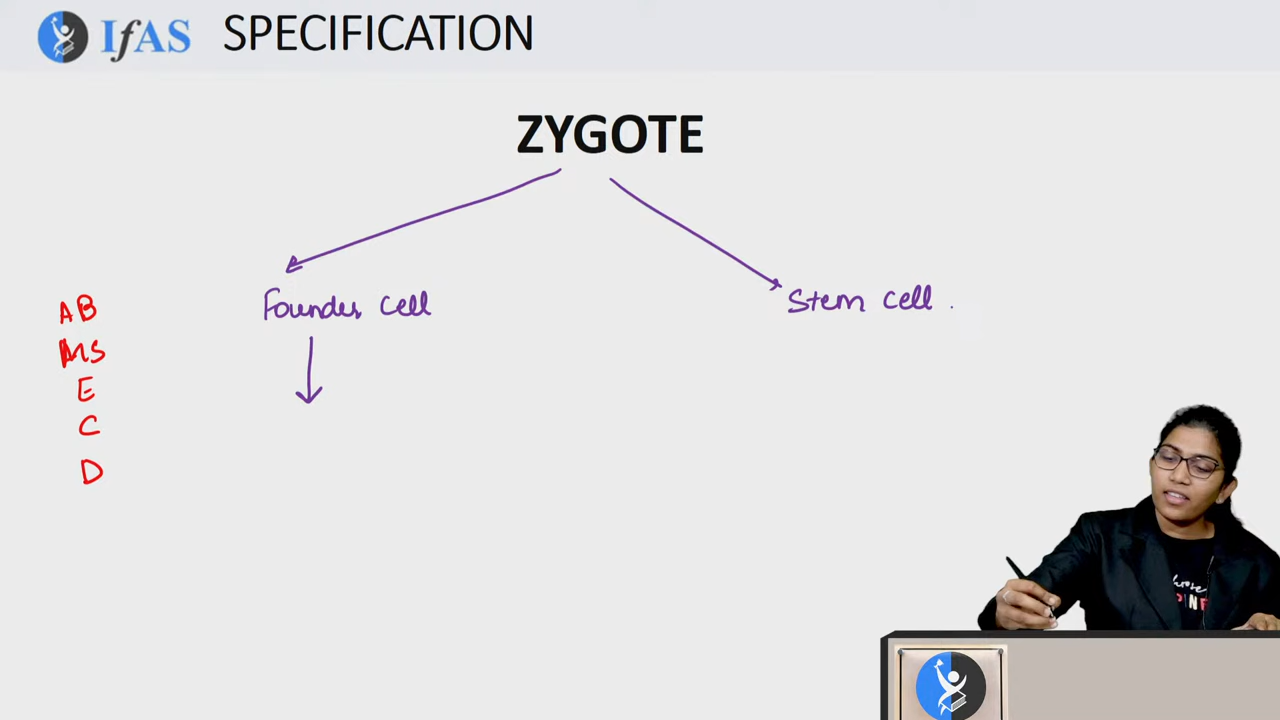 IfAS SPECIFICATION
ZYGOTE
Founder cell
Stem cell .
AB
MS
E
C
D